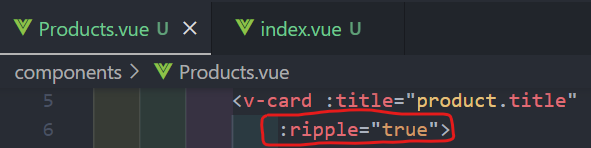 Products.vue U × index.vue U
components > Products.vue
5 <v-card :title="product.title"
6 :ripple="true">